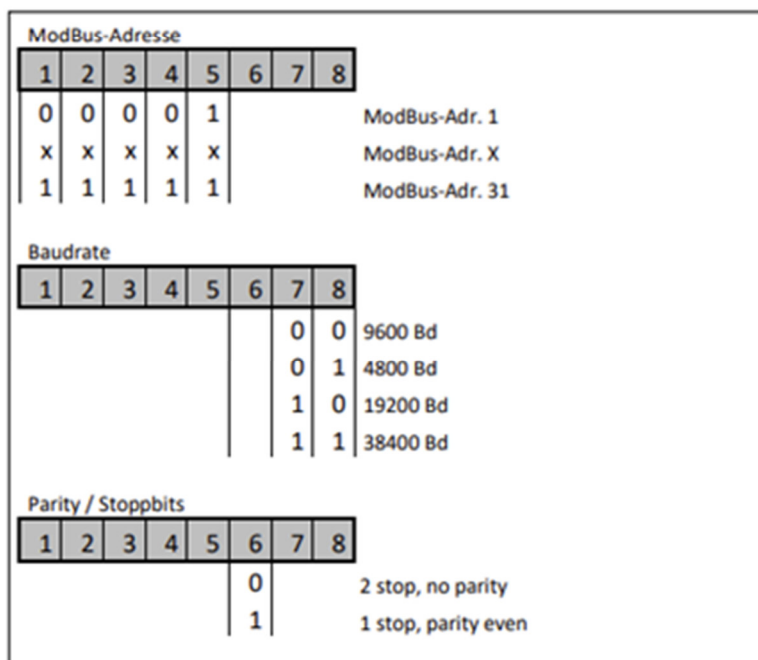 ModBus-Adresse
1 2 3 4 5 6 7 8
0 0 0 0 1 ModBus-Adr. 1
x x x x x ModBus-Adr. X
1 1 1 1 1 ModBus-Adr. 31
Baudrate
1 2 3 4 5 6 7 8
0 0 9600 Bd
0 1 4800 Bd
1 0 19200 Bd
1 1 38400 Bd
Parity / Stoppbits
1 2 3 4 5 6 7 8
0 2 stop, no parity
1 1 stop, parity even